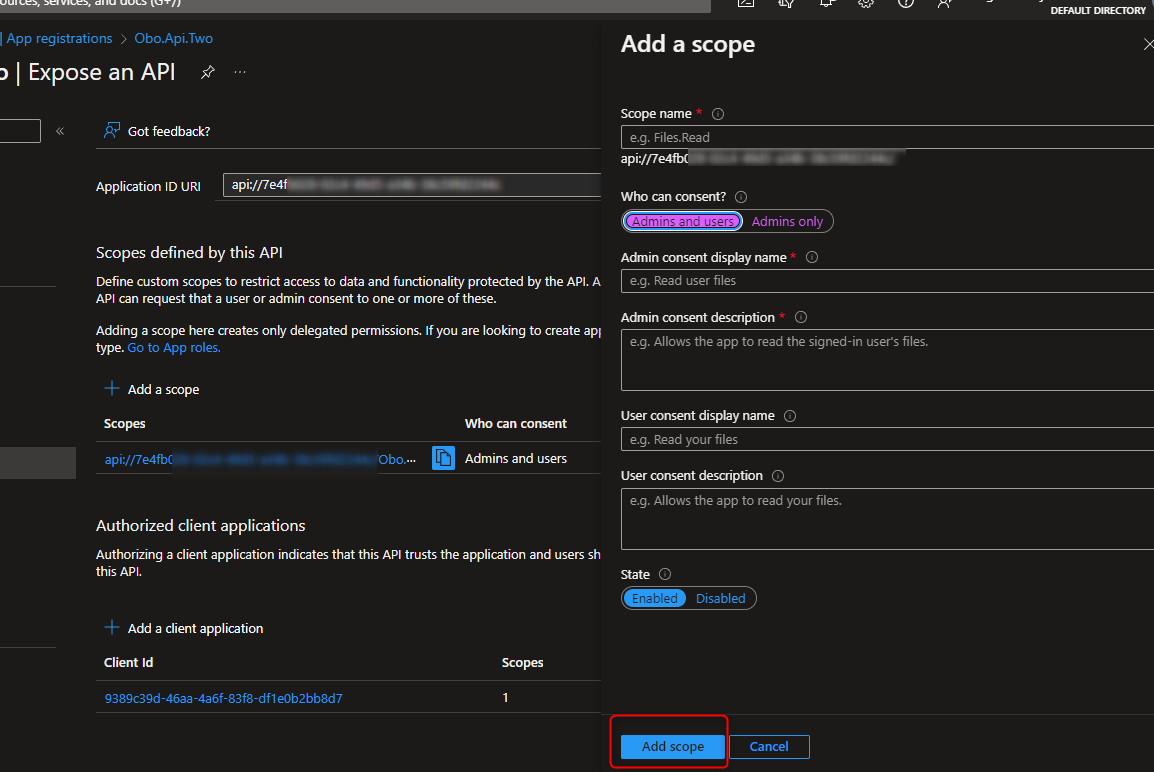 ources, services, and docs (G+/)
DEFAULT DIRECTORY
| App registrations > Obo.Api.Two
o | Expose an API
...
«
Got feedback?
Application ID URI
api://7e4f
Scopes defined by this API
Define custom scopes to restrict access to data and functionality protected by the API. A
API can request that a user or admin consent to one or more of these.
Adding a scope here creates only delegated permissions. If you are looking to create app
type. Go to App roles.
+ Add a scope
Scopes
Who can consent
api://7e4fb0
Obo....
Admins and users
Authorized client applications
Authorizing a client application indicates that this API trusts the application and users sh
this API.
+ Add a client application
Client Id
Scopes
9389c39d-46aa-4a6f-83f8-df1e0b2bb8d7
1
Add a scope
Scope name *
e.g. Files.Read
api://7e4fb0
Who can consent?
Admins and users
Admins only
Admin consent display name *
e.g. Read user files
Admin consent description *
e.g. Allows the app to read the signed-in user's files.
User consent display name
e.g. Read your files
User consent description
e.g. Allows the app to read your files.
State
Enabled
Disabled
Add scope
Cancel